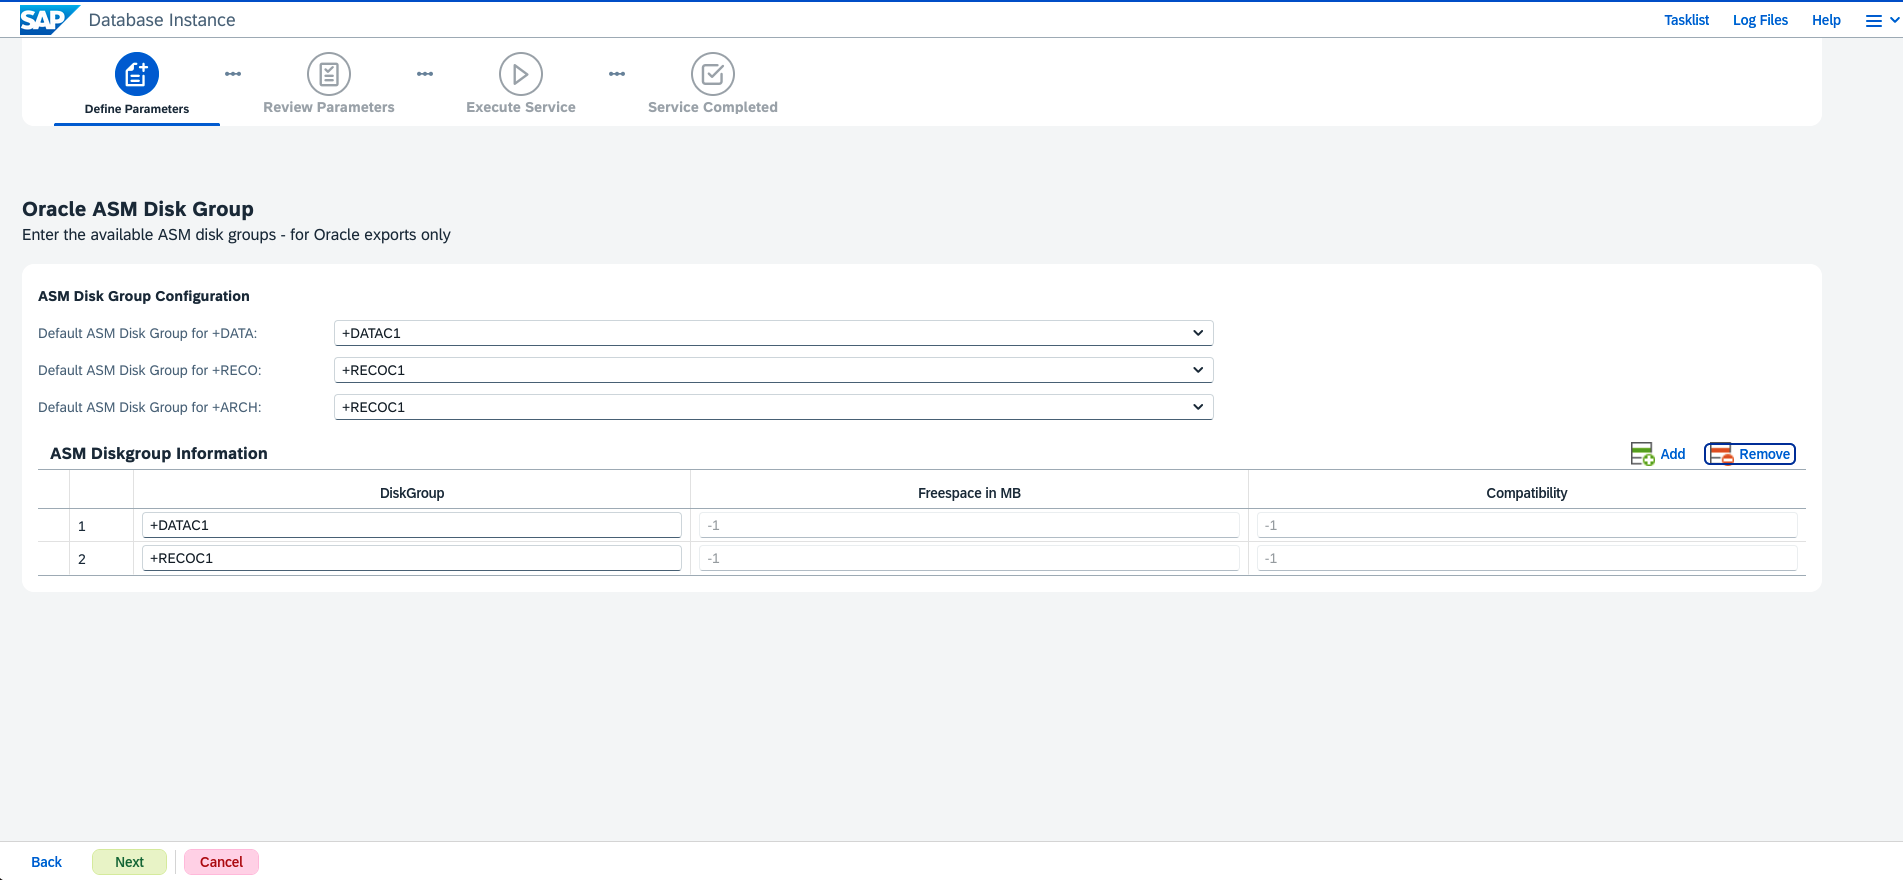 SAP Database Instance Tasklist Log Files Help
Define Parameters Review Parameters Execute Service Service Completed
Oracle ASM Disk Group
Enter the available ASM disk groups - for Oracle exports only
ASM Disk Group Configuration
Default ASM Disk Group for +DATA: +DATAC1
Default ASM Disk Group for +RECO: +RECOC1
Default ASM Disk Group for +ARCH: +RECOC1
ASM Diskgroup Information Add Remove
DiskGroup Freespace in MB Compatibility
1 +DATAC1 -1 -1
2 +RECOC1 -1 -1
Back Next Cancel